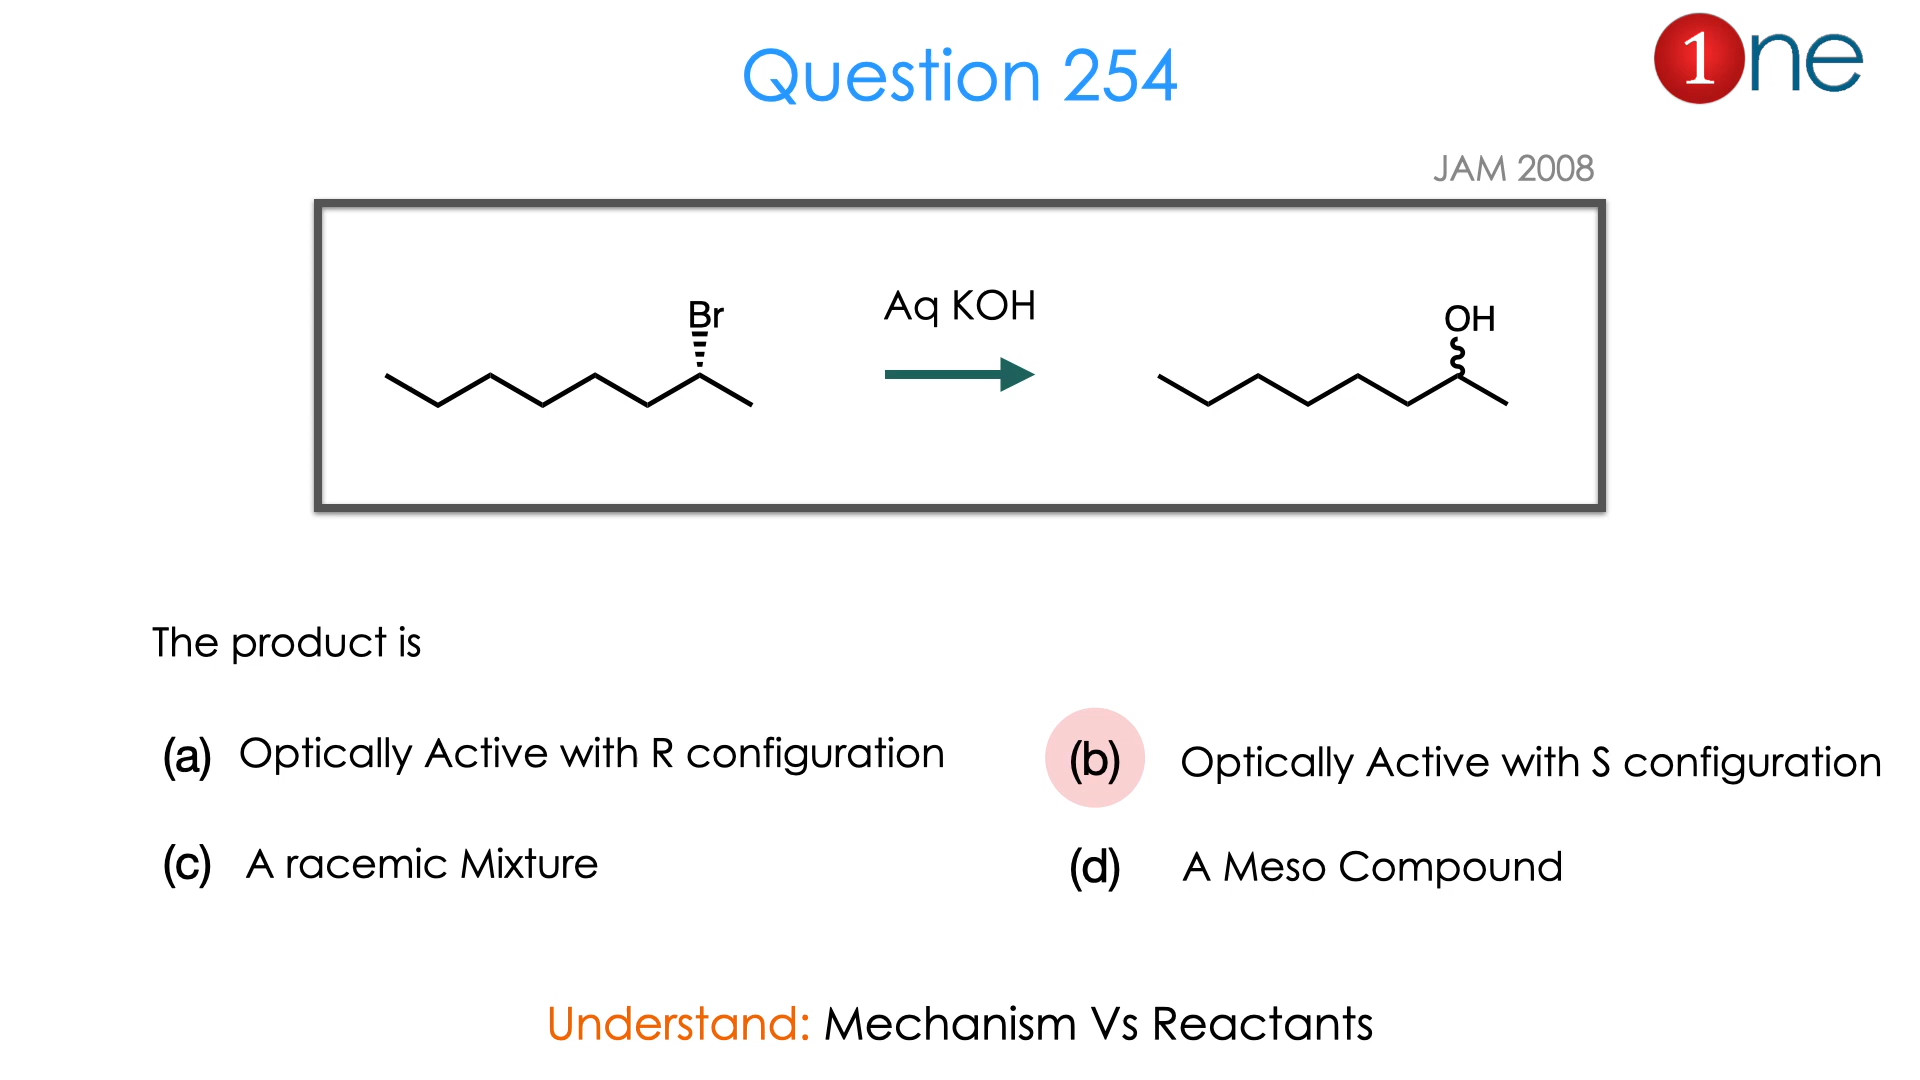 Question 254
1ne
JAM 2008
Br
Aq KOH
OH
The product is
(a) Optically Active with R configuration
(b) Optically Active with S configuration
(c) A racemic Mixture
(d) A Meso Compound
Understand: Mechanism Vs Reactants